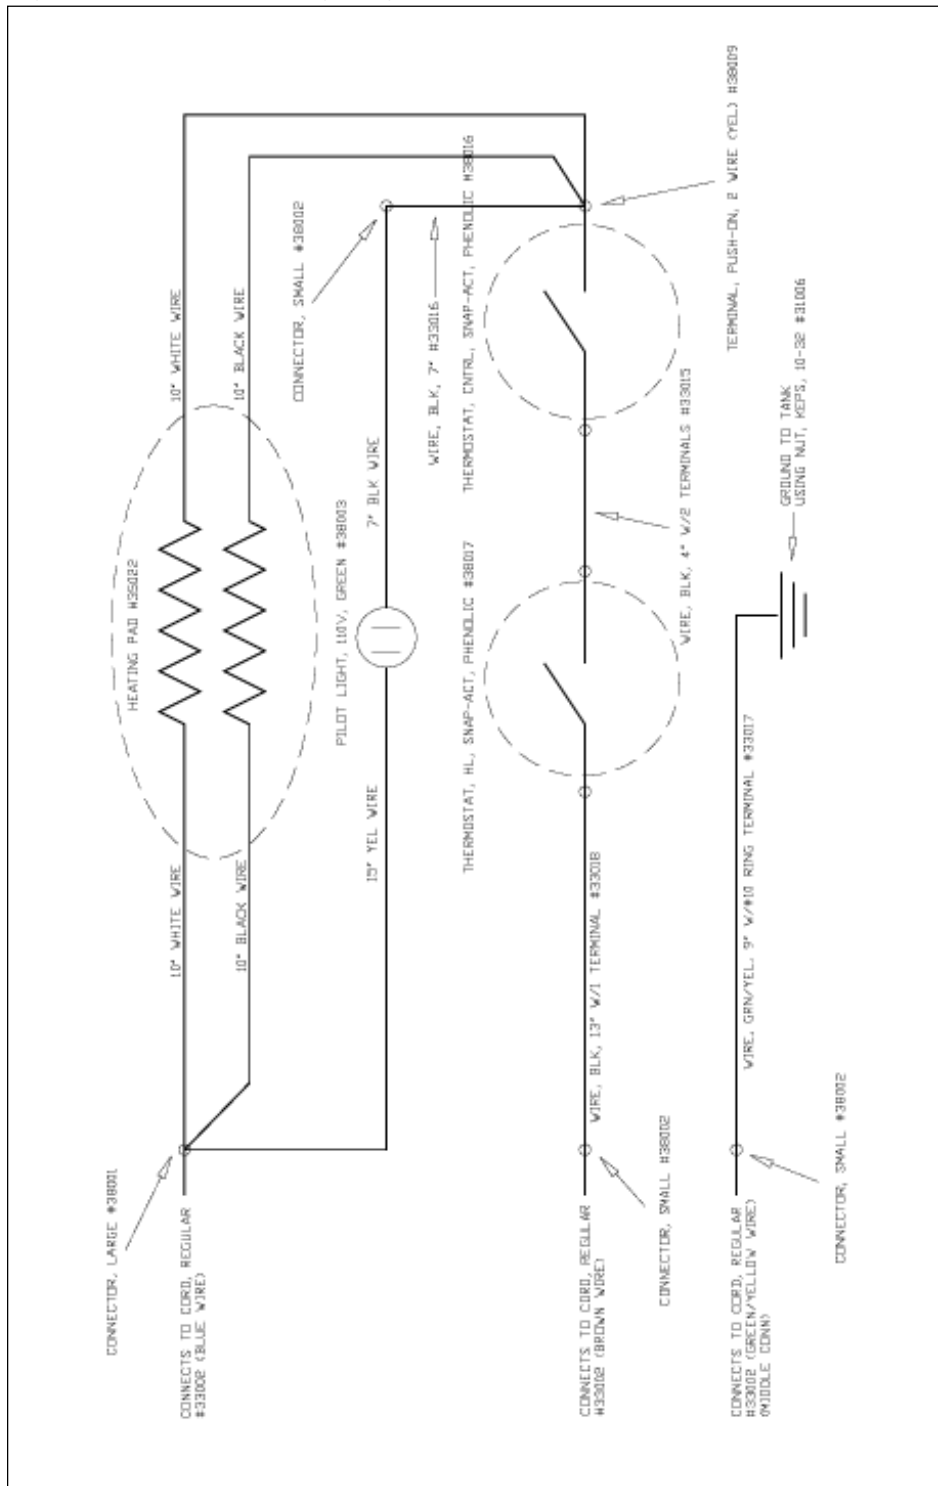 CONNECTOR, LARGE #38001
10" WHITE WIRE
10" BLACK WIRE
HEATING PAD #35022
10" WHITE WIRE
10" BLACK WIRE
CONNECTS TO CORD, REGULAR
#33002 (BLUE WIRE)
CONNECTOR, SMALL #38002
PILOT LIGHT, 110V, GREEN #38003
7" BLK WIRE
15" YEL WIRE
WIRE, BLK, 7" #33016
THERMOSTAT, CNTRL, SNAP-ACT, PHENOLIC #38016
THERMOSTAT, HL, SNAP-ACT, PHENOLIC #38017
WIRE, BLK, 13" W/1 TERMINAL #33018
CONNECTS TO CORD, REGULAR
#33002 (BROWN WIRE)
CONNECTOR, SMALL #38002
WIRE, BLK, 4" W/2 TERMINALS #33015
TERMINAL, PUSH-ON, 2 WIRE (YEL) #38009
GROUND TO TANK
USING NUT, KEPS, 10-32 #31006
WIRE, GRN/YEL, 9" W/#10 RING TERMINAL #33017
CONNECTS TO CORD, REGULAR
#33002 (GREEN/YELLOW WIRE)
(MIDDLE CONN)
CONNECTOR, SMALL #38002